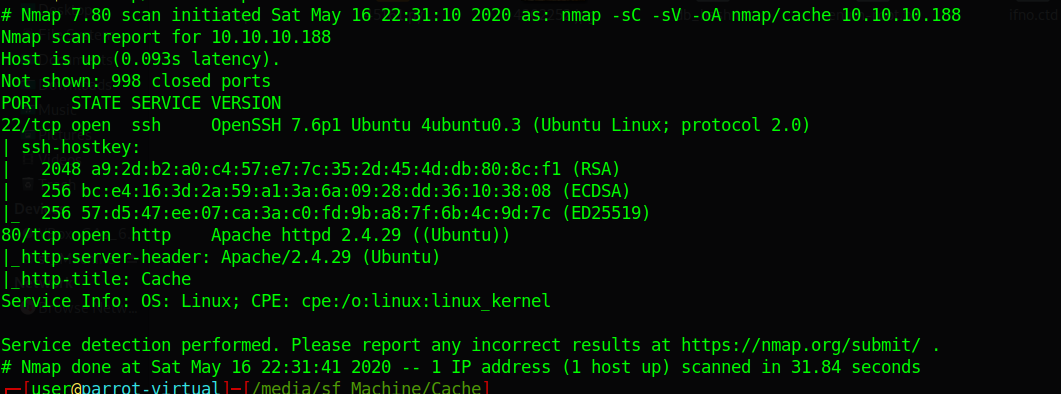 # Nmap 7.80 scan initiated Sat May 16 22:31:10 2020 as: nmap -sC -sV -oA nmap/cache 10.10.10.188
Nmap scan report for 10.10.10.188
Host is up (0.093s latency).
Not shown: 998 closed ports
PORT   STATE SERVICE VERSION
22/tcp open  ssh     OpenSSH 7.6p1 Ubuntu 4ubuntu0.3 (Ubuntu Linux; protocol 2.0)
| ssh-hostkey:
|   2048 a9:2d:b2:a0:c4:57:e7:7c:35:2d:45:4d:db:80:8c:f1 (RSA)
|   256 bc:e4:16:3d:2a:59:a1:3a:6a:09:28:dd:36:10:38:08 (ECDSA)
|_  256 57:d5:47:ee:07:ca:3a:c0:fd:9b:a8:7f:6b:4c:9d:7c (ED25519)
80/tcp open  http    Apache httpd 2.4.29 ((Ubuntu))
|_http-server-header: Apache/2.4.29 (Ubuntu)
|_http-title: Cache
Service Info: OS: Linux; CPE: cpe:/o:linux:linux_kernel

Service detection performed. Please report any incorrect results at https://nmap.org/submit/ .
# Nmap done at Sat May 16 22:31:41 2020 -- 1 IP address (1 host up) scanned in 31.84 seconds
┌─[user@parrot-virtual]─[/media/sf_Machine/Cache]